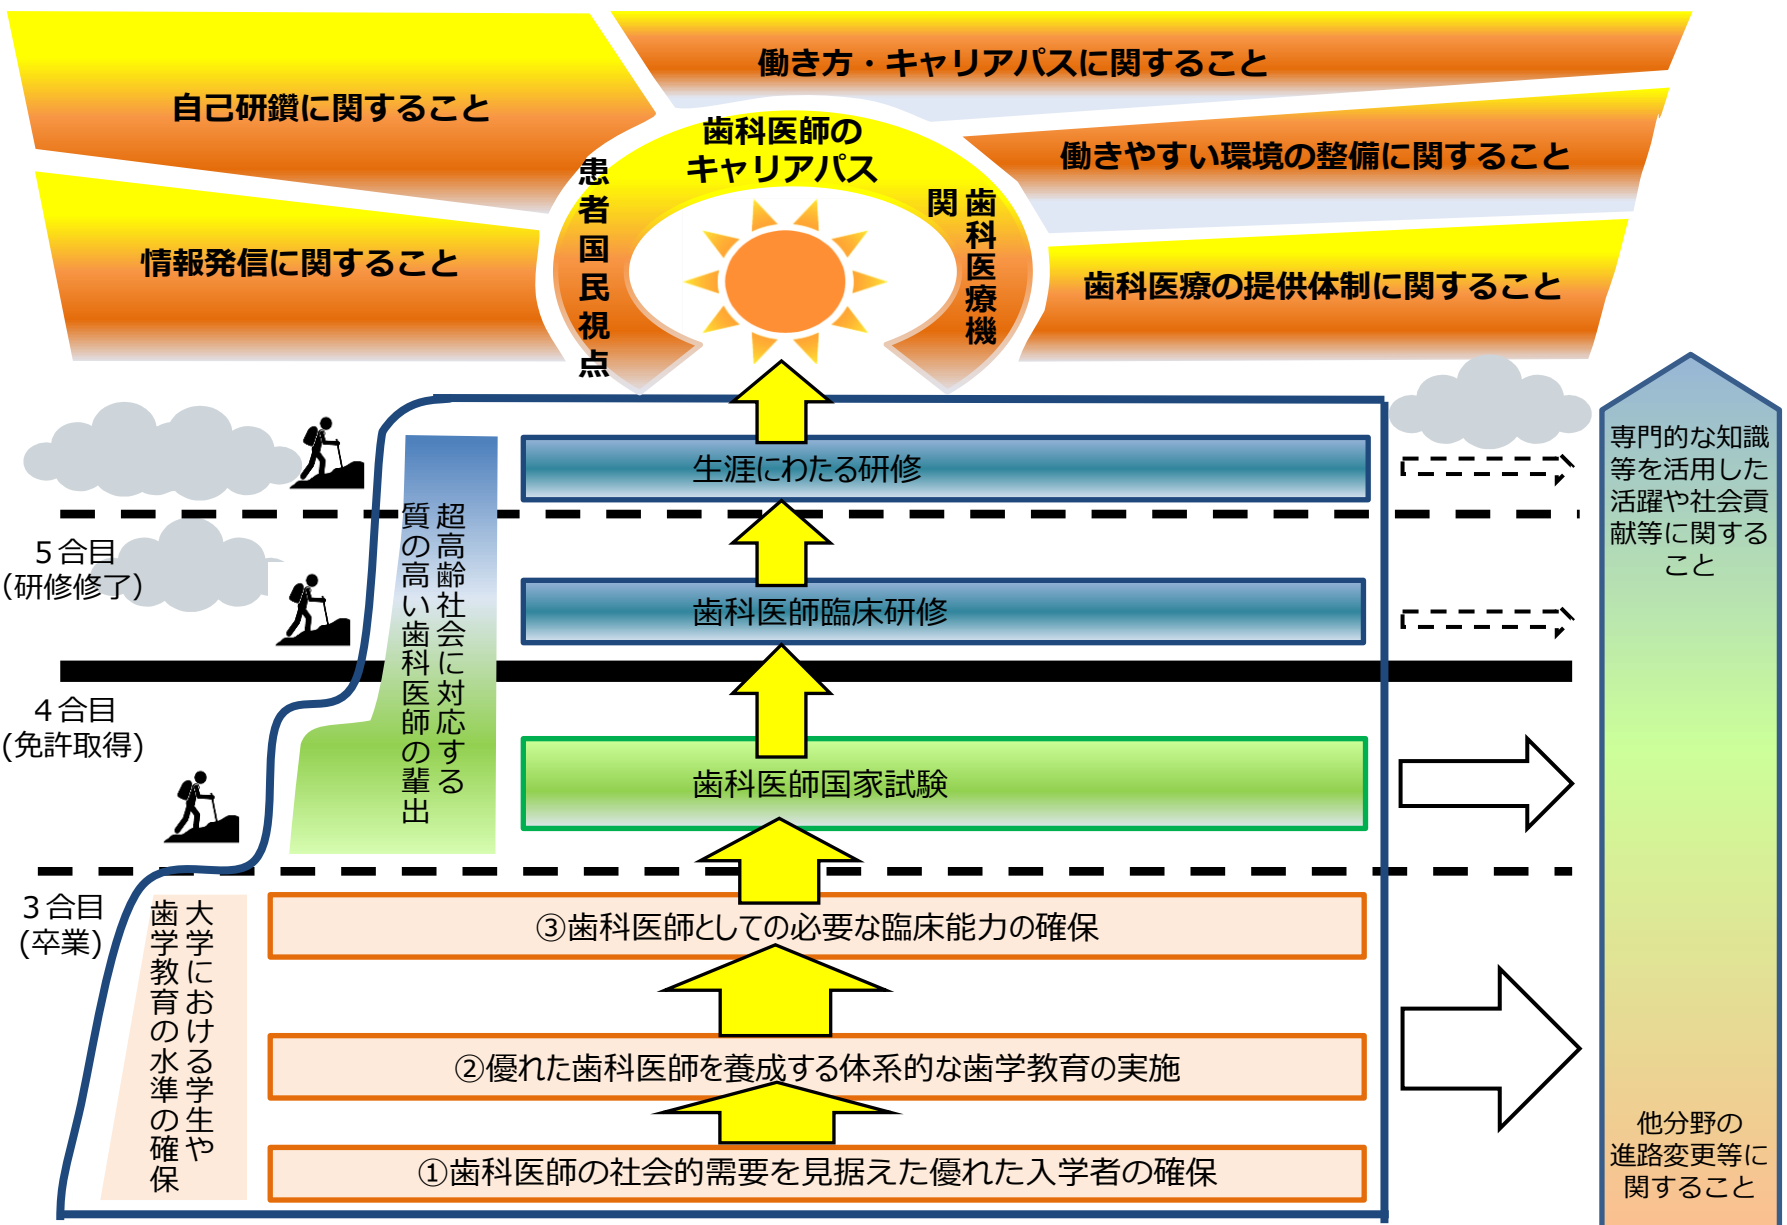 働き方・キャリアパスに関すること
自己研鑽に関すること
歯科医師の
キャリアパス
働きやすい環境の整備に関すること
患者国民視点
歯科医療機
関
情報発信に関すること
歯科医療の提供体制に関すること
専門的な知識
等を活用した
活躍や社会貢
献等に関する
こと
生涯にわたる研修
超高齢社会に対応する
質の高い歯科医師の輩出
５合目
（研修修了）
歯科医師臨床研修
４合目
(免許取得)
歯科医師国家試験
３合目
(卒業)
大学における学生や
歯学教育の水準の確保
③歯科医師としての必要な臨床能力の確保
②優れた歯科医師を養成する体系的な歯学教育の実施
①歯科医師の社会的需要を見据えた優れた入学者の確保
他分野の
進路変更等に
関すること